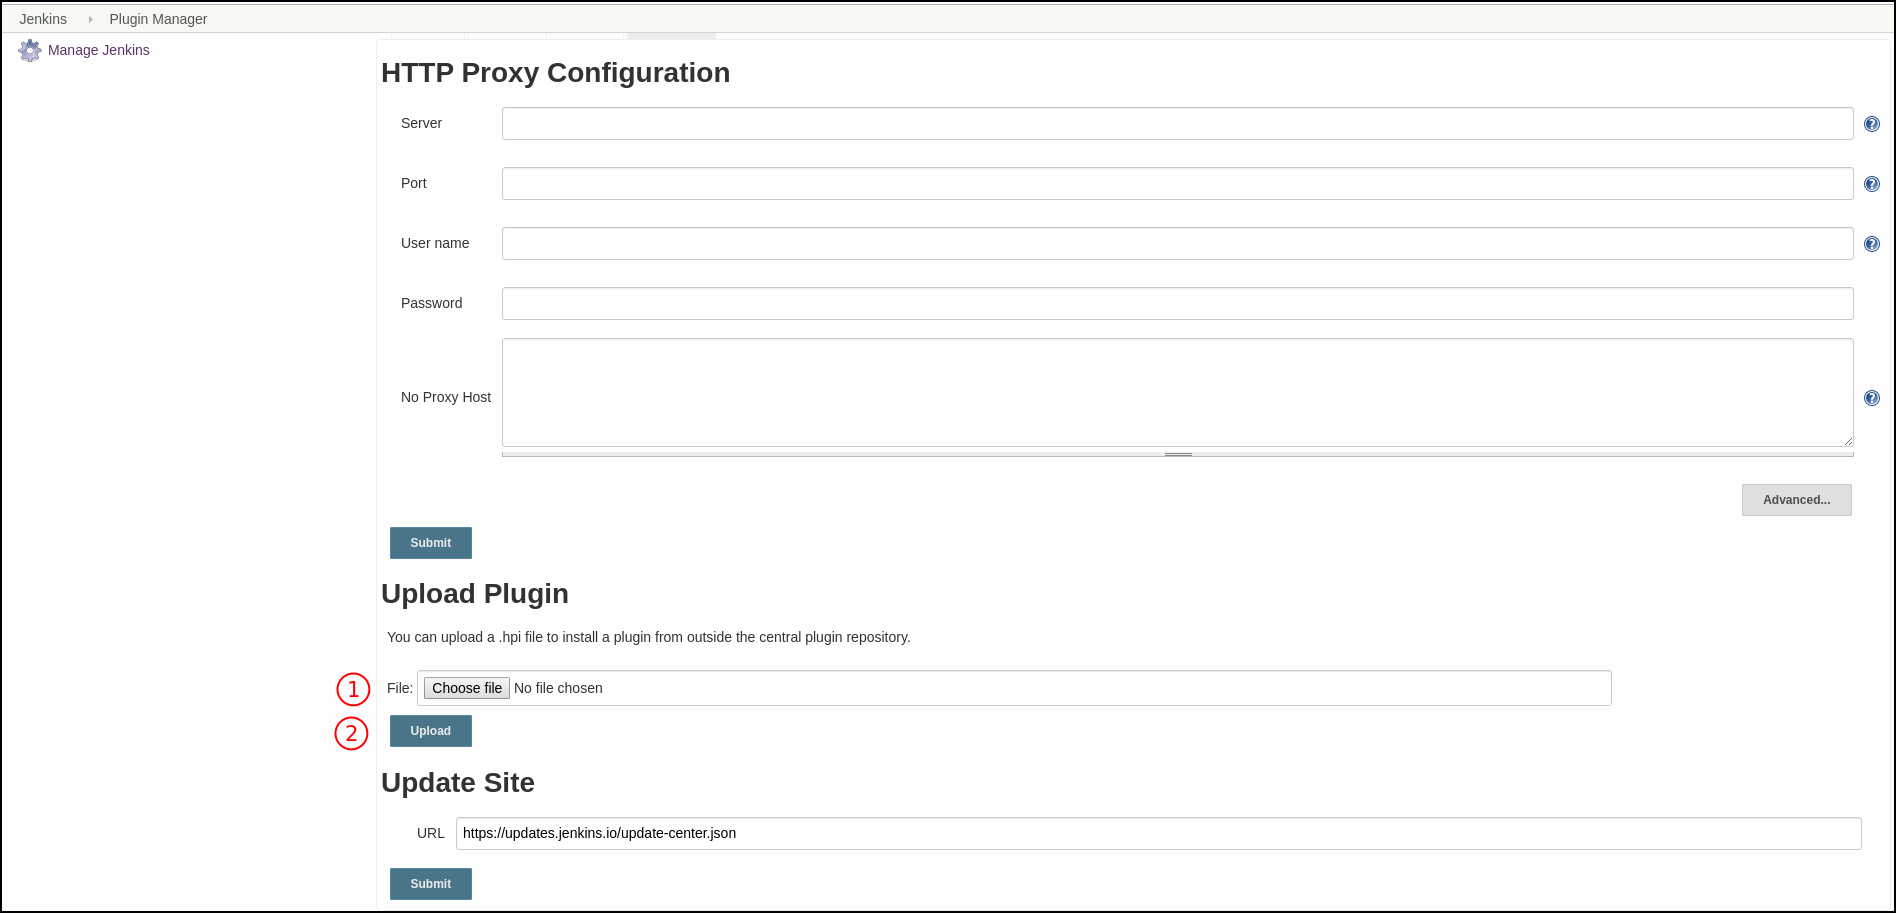 Jenkins Plugin Manager
Manage Jenkins
HTTP Proxy Configuration
Server
Port
User name
Password
No Proxy Host
Advanced...
Submit
Upload Plugin
You can upload a .hpi file to install a plugin from outside the central plugin repository.
1 File: Choose file No file chosen
2 Upload
Update Site
URL https://updates.jenkins.io/update-center.json
Submit